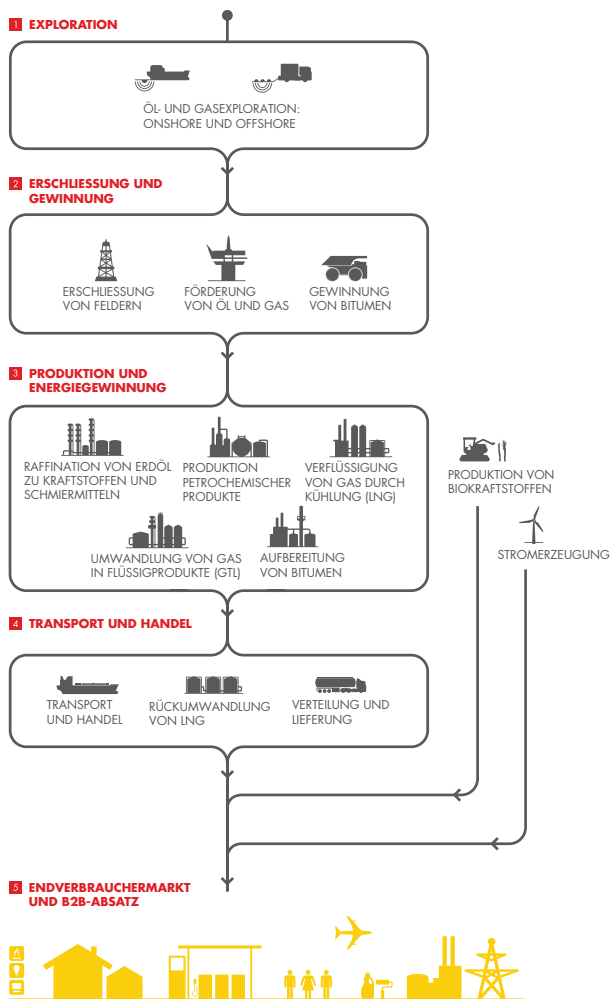 1 EXPLORATION
ÖL- UND GASEXPLORATION:
ONSHORE UND OFFSHORE
2 ERSCHLIESSUNG UND
GEWINNUNG
ERSCHLIESSUNG
VON FELDERN
FÖRDERUNG
VON ÖL UND GAS
GEWINNUNG
VON BITUMEN
3 PRODUKTION UND
ENERGIEGEWINNUNG
RAFFINATION VON ERDÖL
ZU KRAFTSTOFFEN UND
SCHMIERMITTELN
PRODUKTION
PETROCHEMISCHER
PRODUKTE
VERFLÜSSIGUNG
VON GAS DURCH
KÜHLUNG (LNG)
UMWANDLUNG VON GAS
IN FLÜSSIGPRODUKTE (GTL)
AUFBEREITUNG
VON BITUMEN
PRODUKTION VON
BIOKRAFTSTOFFEN
STROMERZEUGUNG
4 TRANSPORT UND HANDEL
TRANSPORT
UND HANDEL
RÜCKUMWANDLUNG
VON LNG
VERTEILUNG UND
LIEFERUNG
5 ENDVERBRAUCHERMARKT
UND B2B-ABSATZ